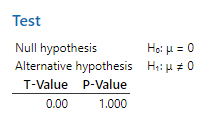 Test
Null hypothesis H₀: μ = 0
Alternative hypothesis H₁: μ ≠ 0
T-Value P-Value
0.00 1.000